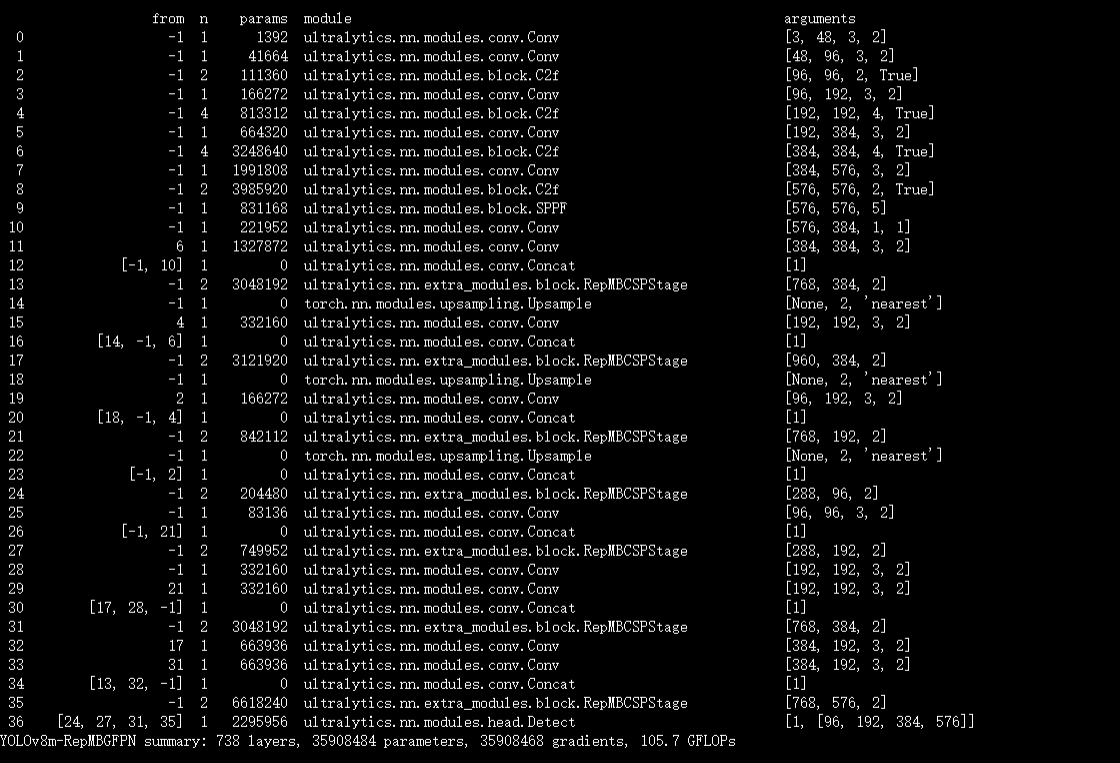 from n params module arguments
0 -1 1 1392 ultralytics.nn.modules.conv.Conv [3, 48, 3, 2]
1 -1 1 41664 ultralytics.nn.modules.conv.Conv [48, 96, 3, 2]
2 -1 2 111360 ultralytics.nn.modules.block.C2f [96, 96, 2, True]
3 -1 1 166272 ultralytics.nn.modules.conv.Conv [96, 192, 3, 2]
4 -1 4 813312 ultralytics.nn.modules.block.C2f [192, 192, 4, True]
5 -1 1 664320 ultralytics.nn.modules.conv.Conv [192, 384, 3, 2]
6 -1 4 3248640 ultralytics.nn.modules.block.C2f [384, 384, 4, True]
7 -1 1 1991808 ultralytics.nn.modules.conv.Conv [384, 576, 3, 2]
8 -1 2 3985920 ultralytics.nn.modules.block.C2f [576, 576, 2, True]
9 -1 1 831168 ultralytics.nn.modules.block.SPPF [576, 576, 5]
10 -1 1 221952 ultralytics.nn.modules.conv.Conv [576, 384, 1, 1]
11 6 1 1327872 ultralytics.nn.modules.conv.Conv [384, 384, 3, 2]
12 [-1, 10] 1 0 ultralytics.nn.modules.conv.Concat [1]
13 -1 2 3048192 ultralytics.nn.extra_modules.block.RepMBCSPStage [768, 384, 2]
14 -1 1 0 torch.nn.modules.upsampling.Upsample [None, 2, 'nearest']
15 4 1 332160 ultralytics.nn.modules.conv.Conv [192, 192, 3, 2]
16 [14, -1, 6] 1 0 ultralytics.nn.modules.conv.Concat [1]
17 -1 2 3121920 ultralytics.nn.extra_modules.block.RepMBCSPStage [960, 384, 2]
18 -1 1 0 torch.nn.modules.upsampling.Upsample [None, 2, 'nearest']
19 2 1 166272 ultralytics.nn.modules.conv.Conv [96, 192, 3, 2]
20 [18, -1, 4] 1 0 ultralytics.nn.modules.conv.Concat [1]
21 -1 2 842112 ultralytics.nn.extra_modules.block.RepMBCSPStage [768, 192, 2]
22 -1 1 0 torch.nn.modules.upsampling.Upsample [None, 2, 'nearest']
23 [-1, 2] 1 0 ultralytics.nn.modules.conv.Concat [1]
24 -1 2 204480 ultralytics.nn.extra_modules.block.RepMBCSPStage [288, 96, 2]
25 -1 1 83136 ultralytics.nn.modules.conv.Conv [96, 96, 3, 2]
26 [-1, 21] 1 0 ultralytics.nn.modules.conv.Concat [1]
27 -1 2 749952 ultralytics.nn.extra_modules.block.RepMBCSPStage [288, 192, 2]
28 -1 1 332160 ultralytics.nn.modules.conv.Conv [192, 192, 3, 2]
29 21 1 332160 ultralytics.nn.modules.conv.Conv [192, 192, 3, 2]
30 [17, 28, -1] 1 0 ultralytics.nn.modules.conv.Concat [1]
31 -1 2 3048192 ultralytics.nn.extra_modules.block.RepMBCSPStage [768, 384, 2]
32 17 1 663936 ultralytics.nn.modules.conv.Conv [384, 192, 3, 2]
33 31 1 663936 ultralytics.nn.modules.conv.Conv [384, 192, 3, 2]
34 [13, 32, -1] 1 0 ultralytics.nn.modules.conv.Concat [1]
35 -1 2 6618240 ultralytics.nn.extra_modules.block.RepMBCSPStage [768, 576, 2]
36 [24, 27, 31, 35] 1 2295956 ultralytics.nn.modules.head.Detect [1, [96, 192, 384, 576]]
YOLOv8m-RepMBGFPN summary: 738 layers, 35908484 parameters, 35908468 gradients, 105.7 GFLOPs